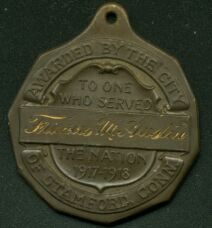 AWARDED BY THE CITY
TO ONE
WHO SERVED
THE NATION
1917-1918
OF STAMFORD, CONN.